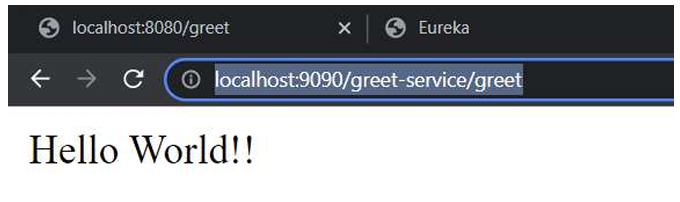 localhost:8080/greet
Eureka
localhost:9090/greet-service/greet
Hello World!!